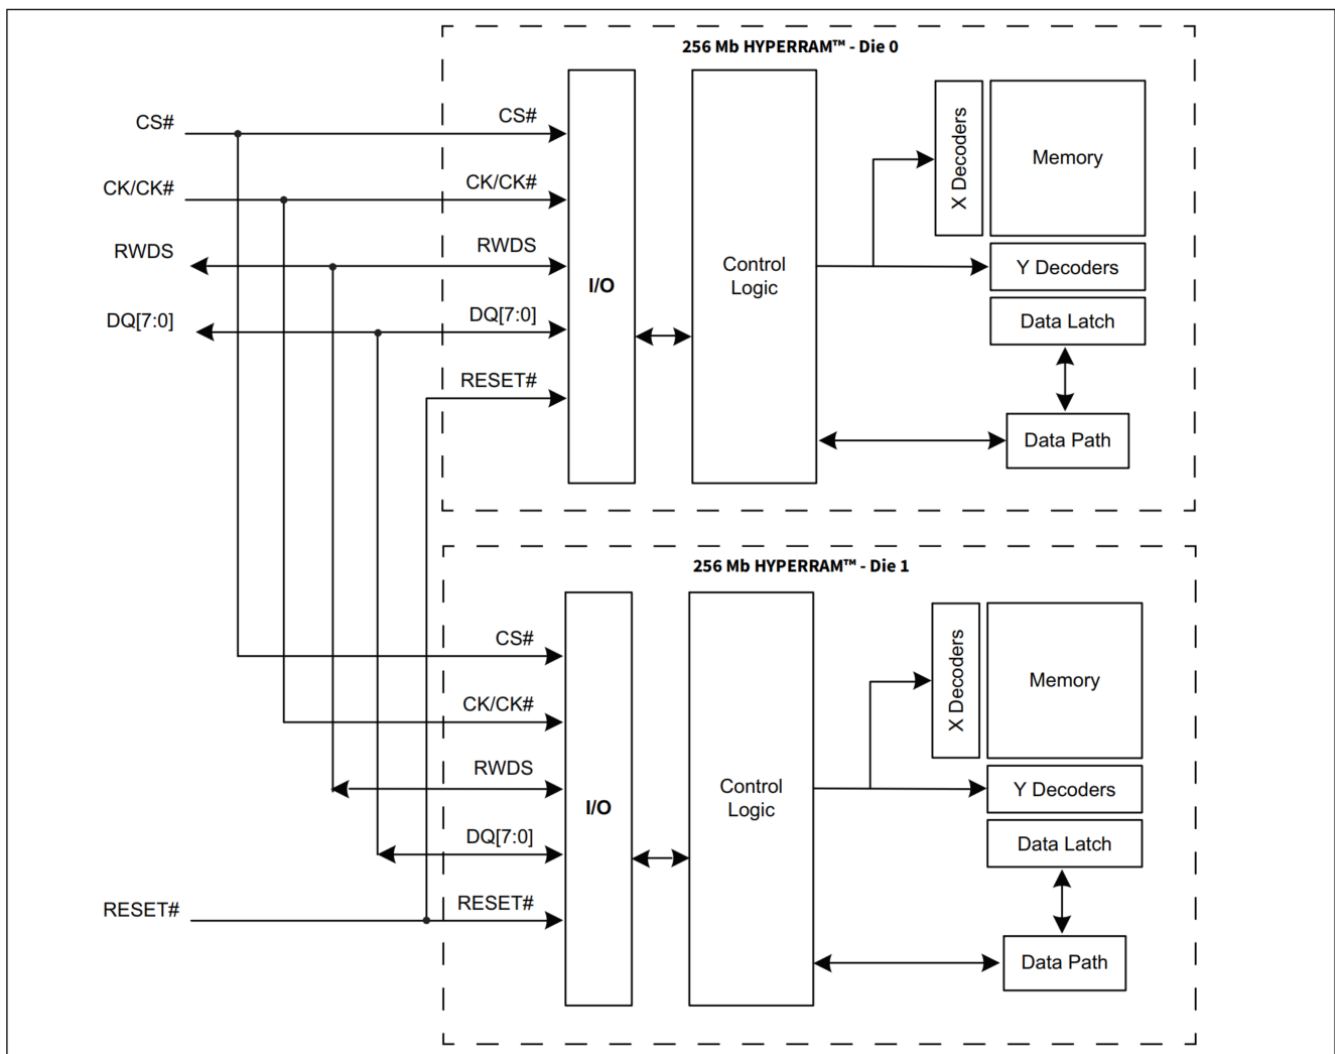 256 Mb HYPERRAM™ - Die 0
CS#
CS#
CK/CK#
CK/CK#
RWDS
RWDS
DQ[7:0]
DQ[7:0]
RESET#
I/O
Control
Logic
X Decoders
Memory
Y Decoders
Data Latch
Data Path
256 Mb HYPERRAM™ - Die 1
CS#
CK/CK#
RWDS
DQ[7:0]
RESET#
RESET#
I/O
Control
Logic
X Decoders
Memory
Y Decoders
Data Latch
Data Path